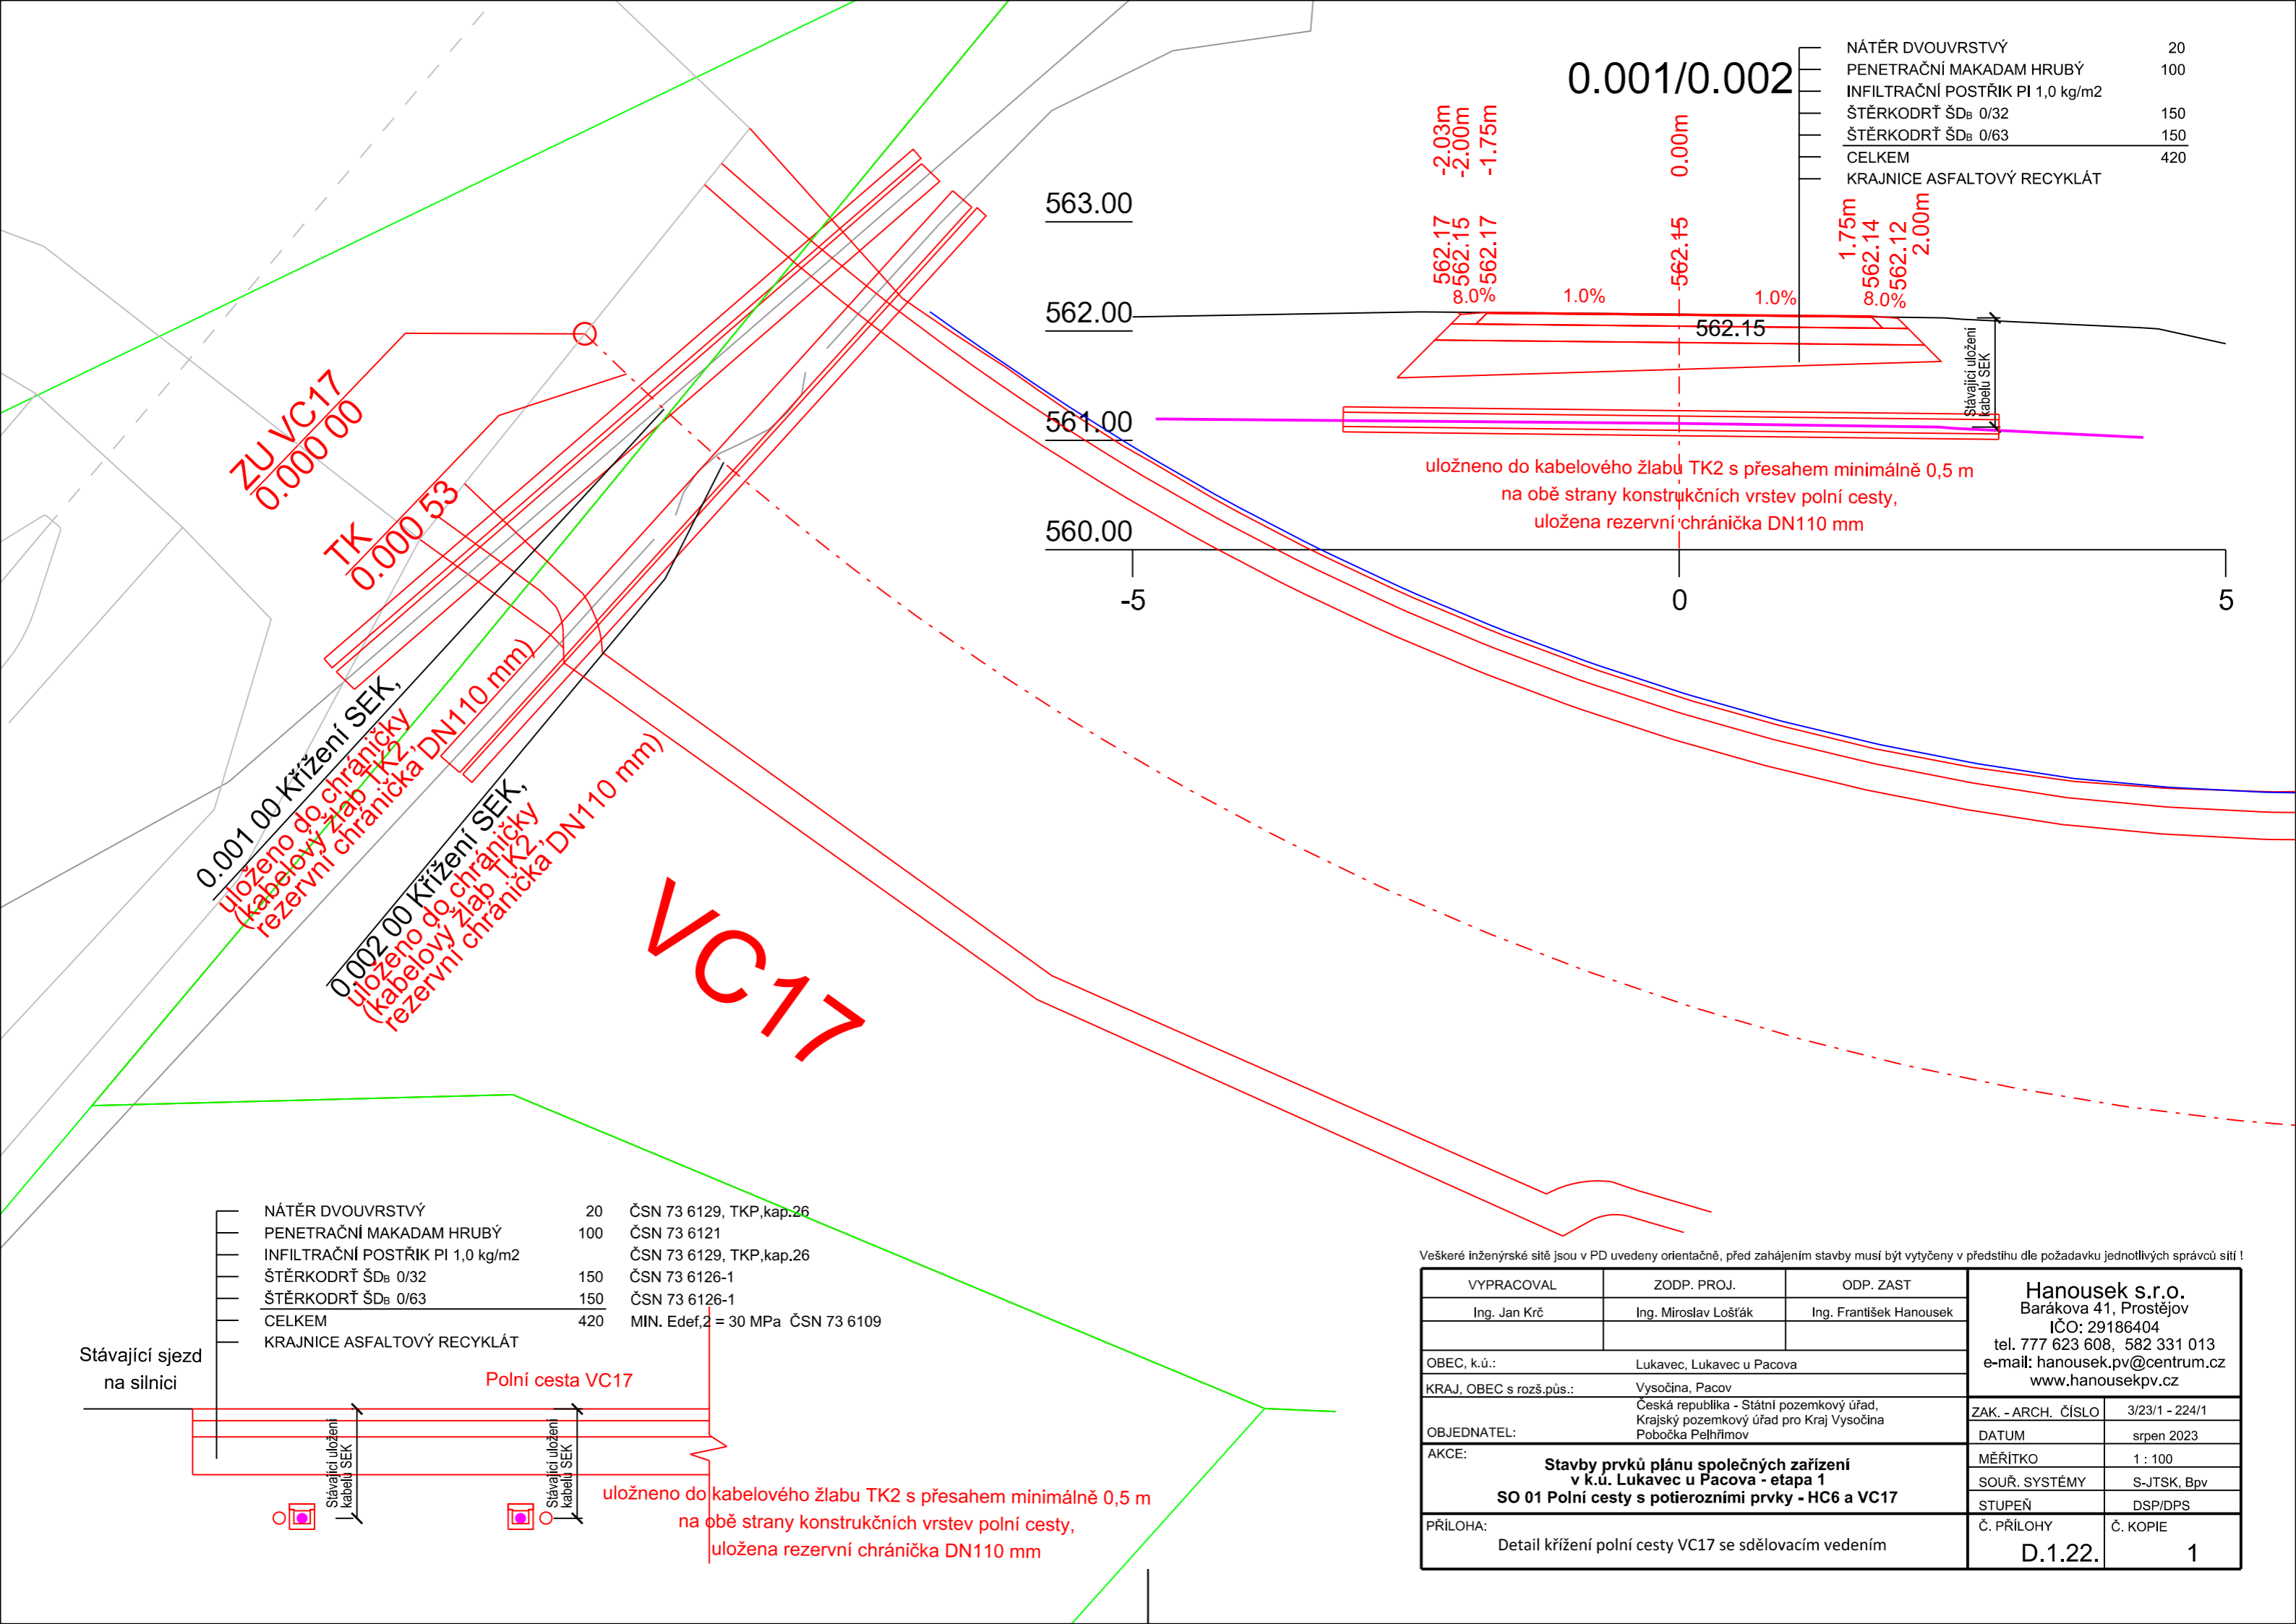 0.001/0.002
NÁTĚR DVOUVRSTVÝ 20
PENETRAČNÍ MAKADAM HRUBÝ 100
INFILTRAČNÍ POSTŘIK PI 1,0 kg/m2
ŠTĚRKODRŤ ŠDB 0/32 150
ŠTĚRKODRŤ ŠDB 0/63 150
CELKEM 420
KRAJNICE ASFALTOVÝ RECYKLÁT
-2.03m
-2.00m
-1.75m
0.00m
1.75m
2.00m
562.17
562.15
562.17
562.15
562.14
562.12
8.0%
1.0%
1.0%
8.0%
563.00
562.00
561.00
560.00
562.15
Stávající uložení
kabelu SEK
uložneno do kabelového žlabu TK2 s přesahem minimálně 0,5 m
na obě strany konstrukčních vrstev polní cesty,
uložena rezervní chránička DN110 mm
-5
0
5
ZU VC17
0.000 00
TK
0.000 53
0.001 00 Křížení SEK,
uloženo do chráničky
(kabelový žlab TK2,
rezervní chránička DN110 mm)
0.002 00 Křížení SEK,
uloženo do chráničky
(kabelový žlab TK2,
rezervní chránička DN110 mm)
VC17
NÁTĚR DVOUVRSTVÝ 20 ČSN 73 6129, TKP,kap.26
PENETRAČNÍ MAKADAM HRUBÝ 100 ČSN 73 6121
INFILTRAČNÍ POSTŘIK PI 1,0 kg/m2 ČSN 73 6129, TKP,kap.26
ŠTĚRKODRŤ ŠDB 0/32 150 ČSN 73 6126-1
ŠTĚRKODRŤ ŠDB 0/63 150 ČSN 73 6126-1
CELKEM 420 MIN. Edef,2 = 30 MPa ČSN 73 6109
KRAJNICE ASFALTOVÝ RECYKLÁT
Stávající sjezd
na silnici
Polní cesta VC17
Stávající uložení
kabelu SEK
Stávající uložení
kabelu SEK
uložneno do kabelového žlabu TK2 s přesahem minimálně 0,5 m
na obě strany konstrukčních vrstev polní cesty,
uložena rezervní chránička DN110 mm
Veškeré inženýrské sítě jsou v PD uvedeny orientačně, před zahájením stavby musí být vytyčeny v předstihu dle požadavku jednotlivých správců sítí !
VYPRACOVAL ZODP. PROJ. ODP. ZAST
Ing. Jan Krč Ing. Miroslav Lošťák Ing. František Hanousek
Hanousek s.r.o.
Barákova 41, Prostějov
IČO: 29186404
tel. 777 623 608, 582 331 013
e-mail: hanousek.pv@centrum.cz
www.hanousekpv.cz
OBEC, k.ú.: Lukavec, Lukavec u Pacova
KRAJ, OBEC s rozš.půs.: Vysočina, Pacov
OBJEDNATEL:
Česká republika - Státní pozemkový úřad,
Krajský pozemkový úřad pro Kraj Vysočina
Pobočka Pelhřimov
AKCE:
Stavby prvků plánu společných zařízení
v k.ú. Lukavec u Pacova - etapa 1
SO 01 Polní cesty s potierozními prvky - HC6 a VC17
PŘÍLOHA:
Detail křížení polní cesty VC17 se sdělovacím vedením
ZAK. - ARCH. ČÍSLO 3/23/1 - 224/1
DATUM srpen 2023
MĚŘÍTKO 1 : 100
SOUŘ. SYSTÉMY S-JTSK, Bpv
STUPEŇ DSP/DPS
Č. PŘÍLOHY Č. KOPIE
D.1.22. 1